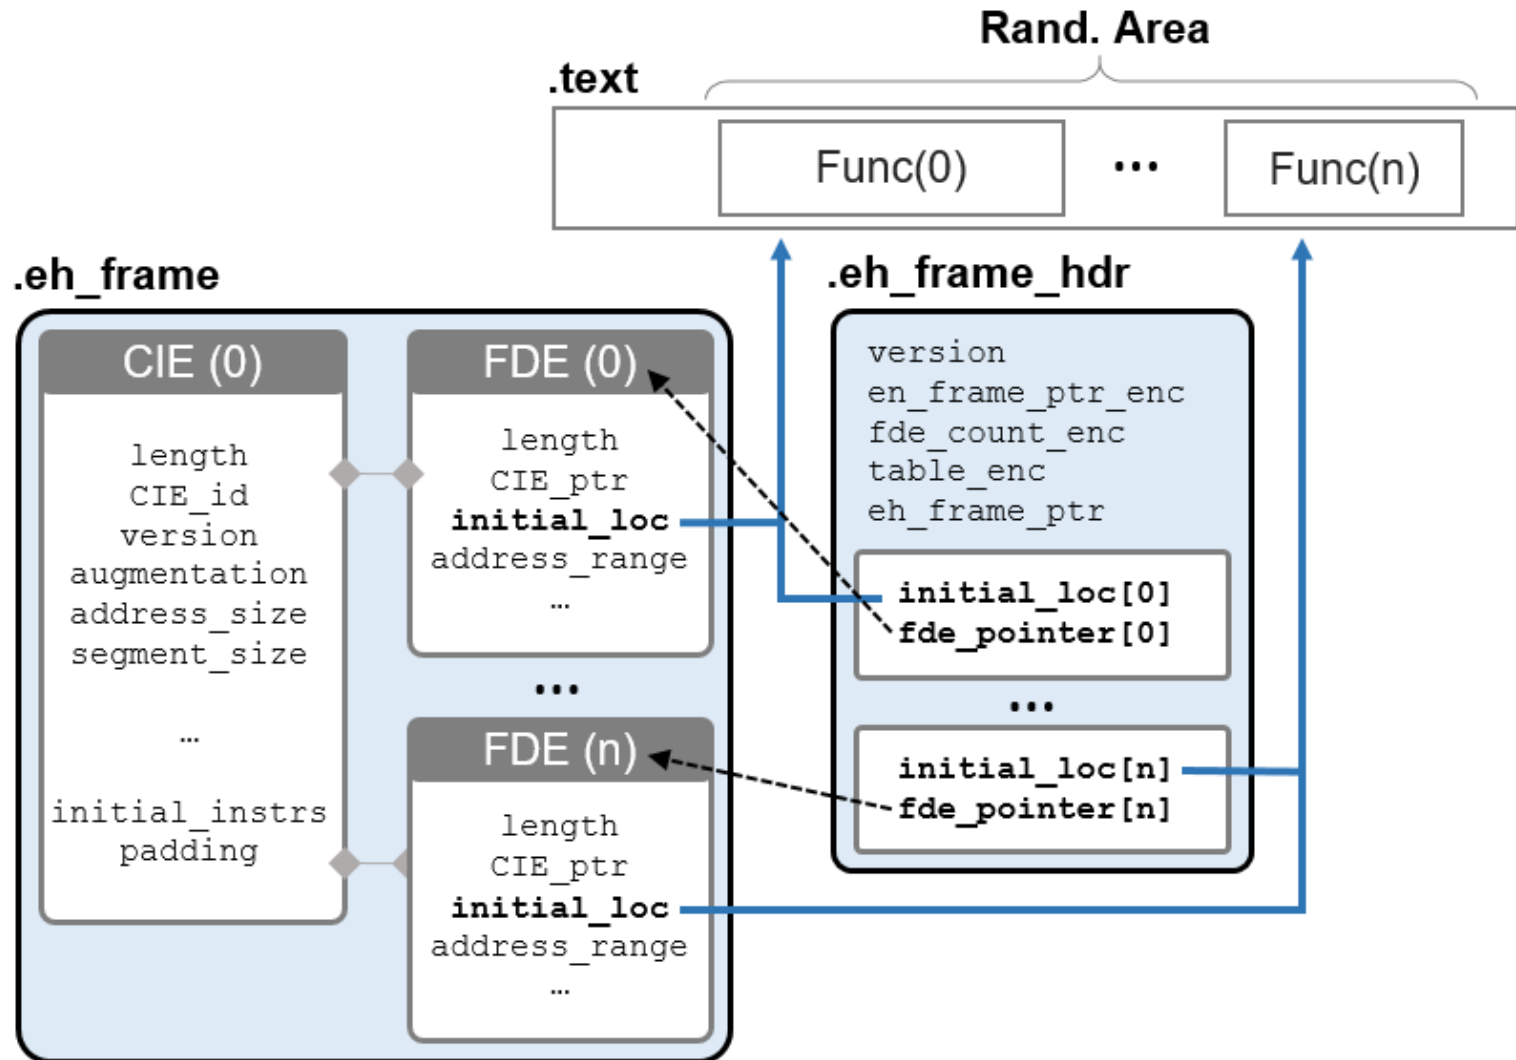 Rand. Area
.text
Func(0)
...
Func(n)
.eh_frame
CIE (0)
length
CIE_id
version
augmentation
address_size
segment_size
…
initial_instrs
padding
FDE (0)
length
CIE_ptr
initial_loc
address_range
…
...
FDE (n)
length
CIE_ptr
initial_loc
address_range
…
.eh_frame_hdr
version
en_frame_ptr_enc
fde_count_enc
table_enc
eh_frame_ptr
initial_loc[0]
fde_pointer[0]
...
initial_loc[n]
fde_pointer[n]